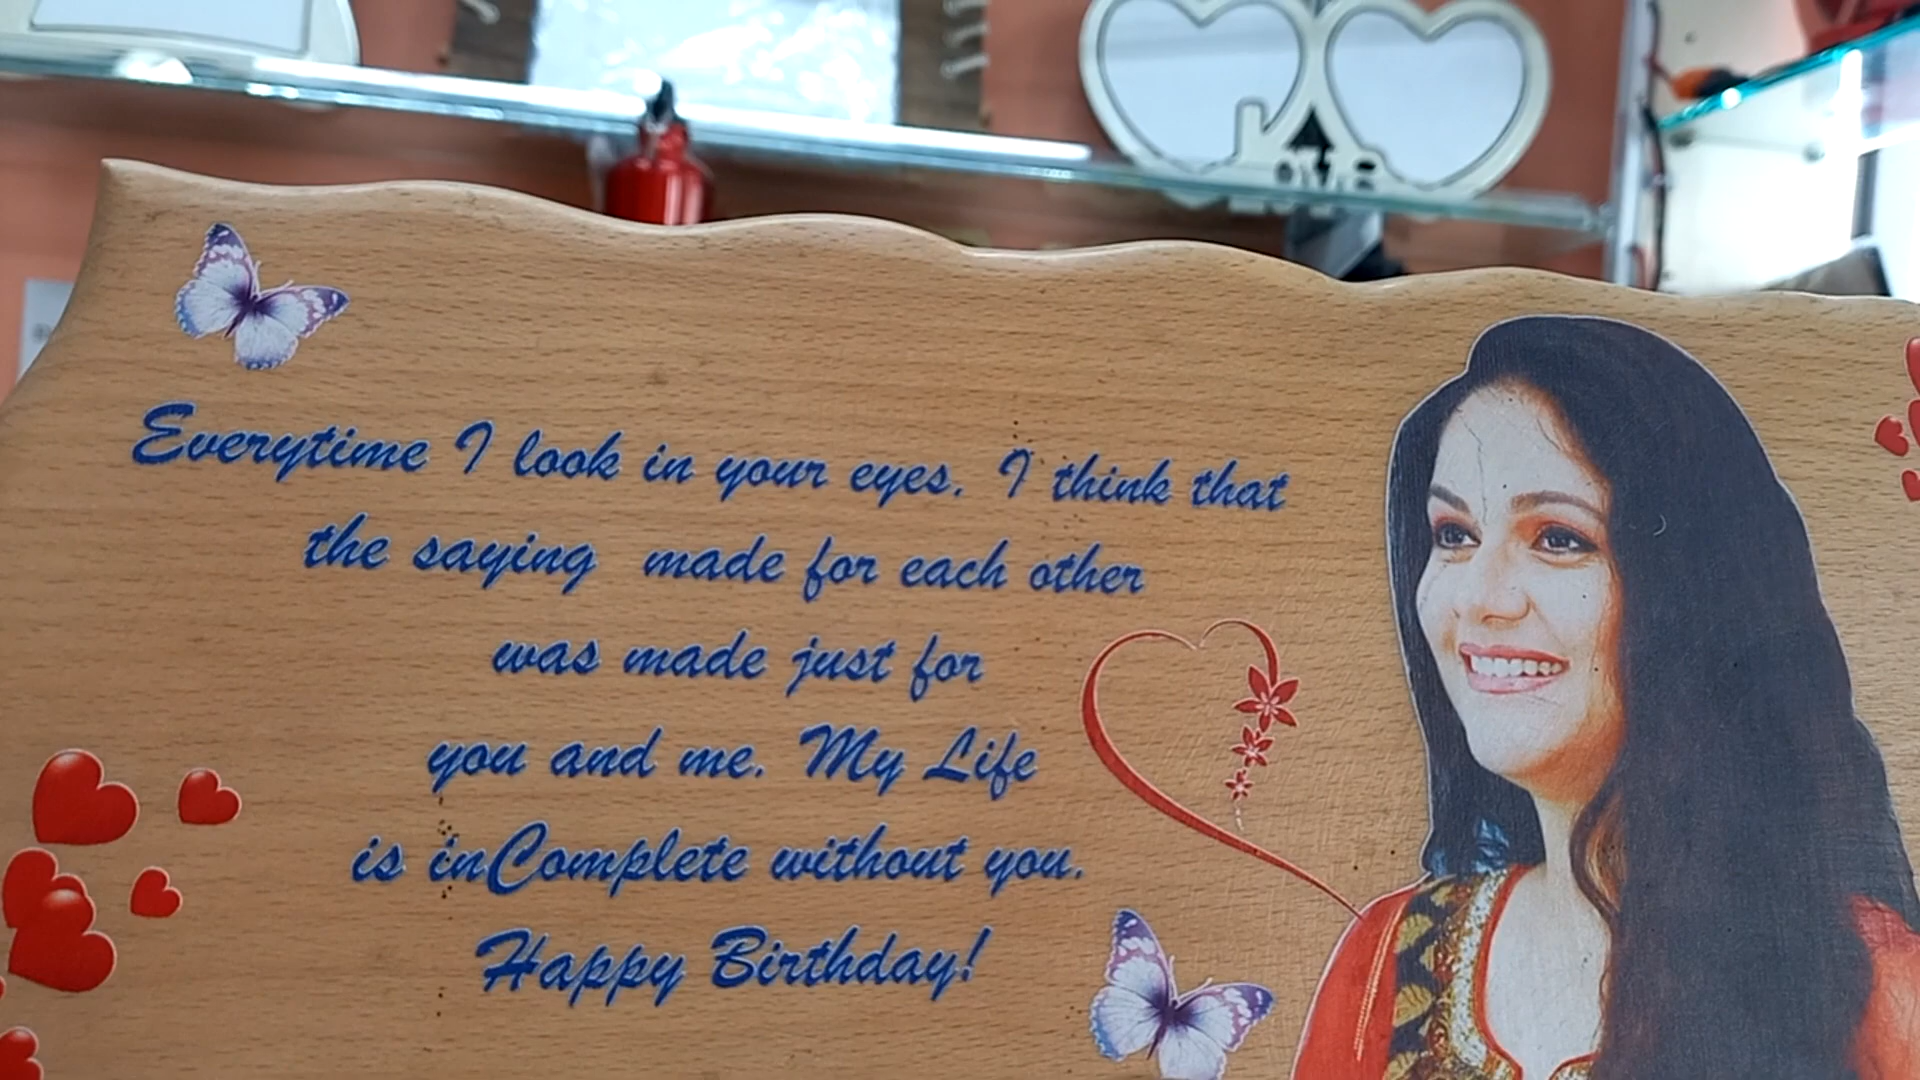 Everytime I look in your eyes, I think that
the saying made for each other
was made just for
you and me. My Life
is inComplete without you.
Happy Birthday!